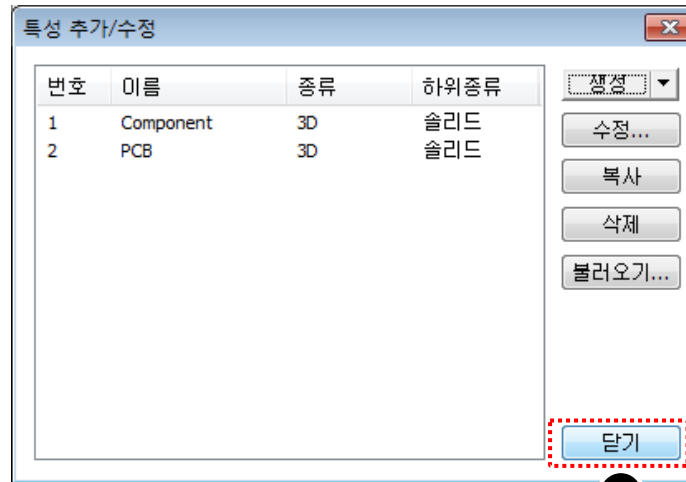 특성 추가/수정
번호 이름 종류 하위종류
1 Component 3D 솔리드
2 PCB 3D 솔리드
생성
수정...
복사
삭제
불러오기...
닫기